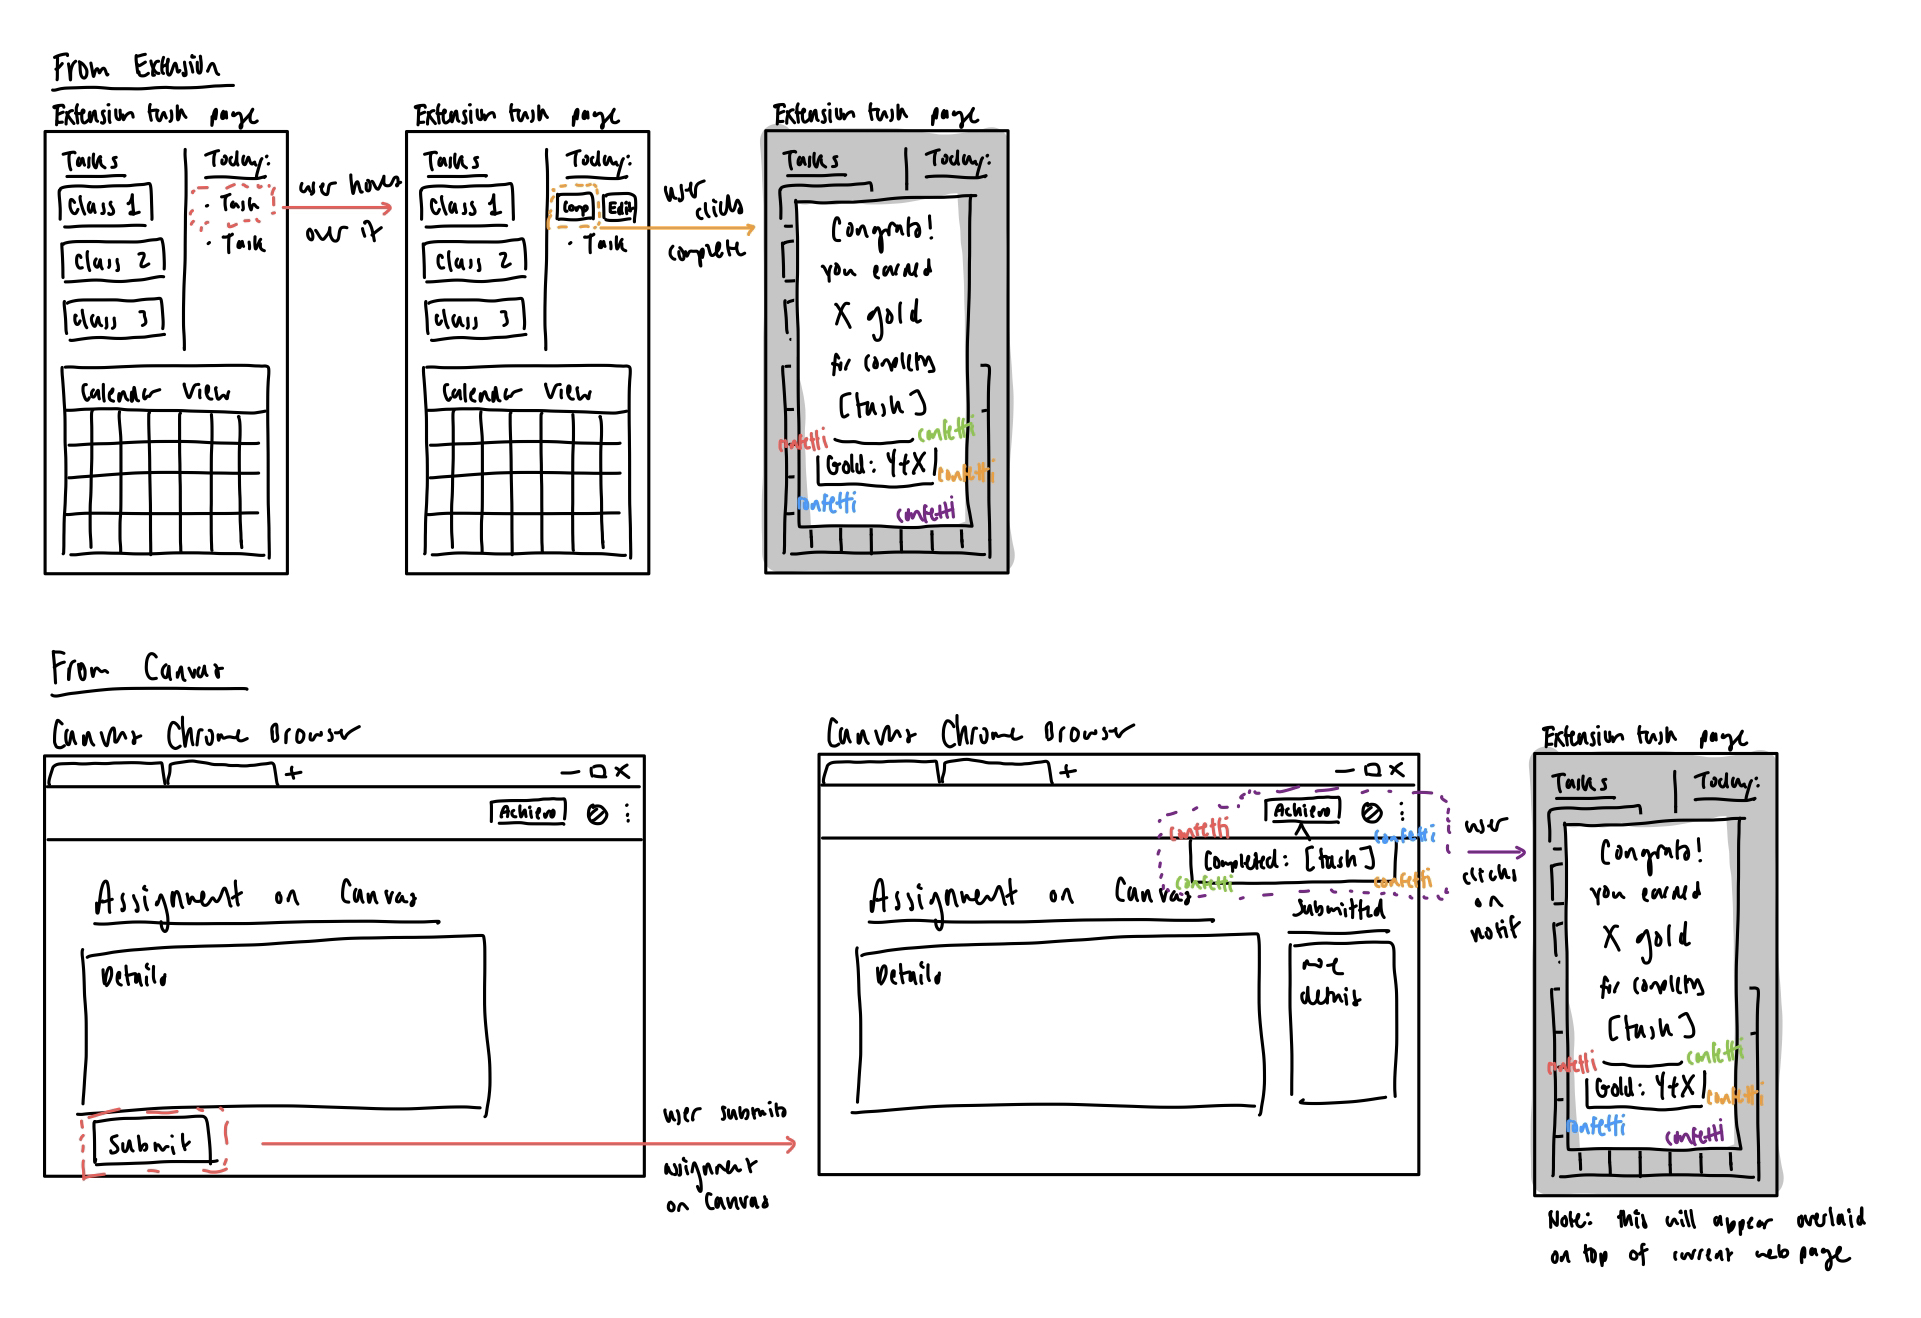 From Extension
Extension task page
Tasks
Today:
Class 1
· Task
· Task
Class 2
Class 3
Calendar View
user hovers
over it
Extension task page
Tasks
Today:
Class 1
Comp
Edit
· Task
Class 2
Class 3
Calendar View
user
clicks
complete
Extension task page
Tasks
Today:
Congrats!
you earned
X gold
for completing
[task]
confetti
confetti
Gold: Y+X
confetti
confetti
confetti
From Canvas
Canvas Chrome Browser
+
Achievo
Assignment on Canvas
Details
Submit
user submits
assignment
on Canvas
Canvas Chrome Browser
+
Achievo
confetti
confetti
Completed: [task]
confetti
confetti
Assignment on Canvas
Submitted
Details
more
details
user
clicks
on
notif
Extension task page
Tasks
Today:
Congrats!
you earned
X gold
for completing
[task]
confetti
confetti
Gold: Y+X
confetti
confetti
confetti
Note: this will appear overlaid
on top of current web page